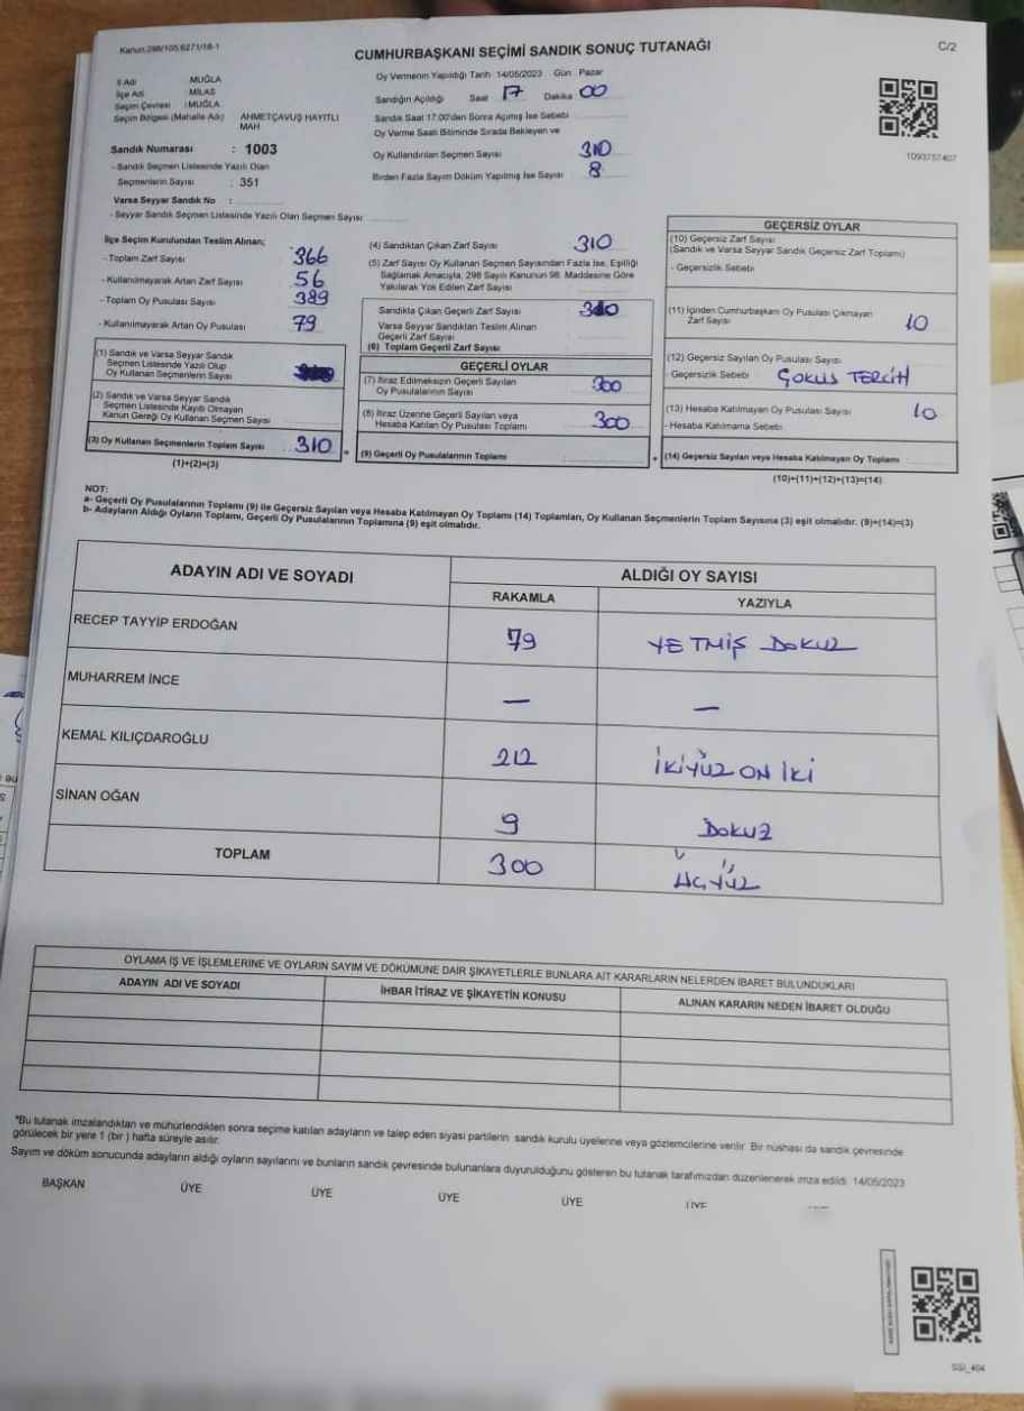 Kanun:298/105.6271/18-1
CUMHURBAŞKANI SEÇİMİ SANDIK SONUÇ TUTANAĞI
C/2
İl Adı MUĞLA
İlçe Adı MİLAS
Seçim Çevresi :MUĞLA
Seçim Bölgesi (Mahalle Adı) AHMETÇAVUŞ HAYITLI
MAH
Sandık Numarası : 1003
- Sandık Seçmen Listesinde Yazılı Olan
Seçmenlerin Sayısı : 351
Varsa Seyyar Sandık No :
- Seyyar Sandık Seçmen Listesinde Yazılı Olan Seçmen Sayısı
Oy Vermenin Yapıldığı Tarih 14/05/2023 Gün Pazar
Sandığın Açıldığı Saat 17 Dakika 00
Sandık Saat 17:00'den Sonra Açılmış İse Sebebi
Oy Verme Saati Bitiminde Sırada Bekleyen ve
Oy Kullandırılan Seçmen Sayısı 310
Birden Fazla Sayım Döküm Yapılmış İse Sayısı 8
1093757407
İlçe Seçim Kurulundan Teslim Alınan;
- Toplam Zarf Sayısı 366
- Kullanılmayarak Artan Zarf Sayısı 56
- Toplam Oy Pusulası Sayısı 389
- Kullanılmayarak Artan Oy Pusulası 79
(1) Sandık ve Varsa Seyyar Sandık
Seçmen Listesinde Yazılı Olup
Oy Kullanan Seçmenlerin Sayısı
(2) Sandık ve Varsa Seyyar Sandık
Seçmen Listesinde Kayıtlı Olmayan
Kanun Gereği Oy Kullanan Seçmen Sayısı
(3) Oy Kullanan Seçmenlerin Toplam Sayısı 310
(1)+(2)=(3)
(4) Sandıktan Çıkan Zarf Sayısı 310
(5) Zarf Sayısı Oy Kullanan Seçmen Sayısından Fazla İse, Eşitliği
Sağlamak Amacıyla, 298 Sayılı Kanunun 98. Maddesine Göre
Yakılarak Yok Edilen Zarf Sayısı
Sandıkta Çıkan Geçerli Zarf Sayısı 310
Varsa Seyyar Sandıktan Teslim Alınan
Geçerli Zarf Sayısı
(6) Toplam Geçerli Zarf Sayısı
GEÇERLİ OYLAR
(7) İtiraz Edilmeksizin Geçerli Sayılan
Oy Pusulalarının Sayısı 300
(8) İtiraz Üzerine Geçerli Sayılan veya
Hesaba Katılan Oy Pusulası Toplamı 300
(9) Geçerli Oy Pusulalarının Toplamı
GEÇERSİZ OYLAR
(10) Geçersiz Zarf Sayısı
(Sandık ve Varsa Seyyar Sandık Geçersiz Zarf Toplamı)
- Geçersizlik Sebebi
(11) İçinden Cumhurbaşkanı Oy Pusulası Çıkmayan
Zarf Sayısı 10
(12) Geçersiz Sayılan Oy Pusulası Sayısı
- Geçersizlik Sebebi ÇOKLUS TERCİH
(13) Hesaba Katılmayan Oy Pusulası Sayısı 10
- Hesaba Katılmama Sebebi
(14) Geçersiz Sayılan veya Hesaba Katılmayan Oy Toplamı
(10)+(11)+(12)+(13)=(14)
NOT:
a- Geçerli Oy Pusulalarının Toplamı (9) ile Geçersiz Sayılan veya Hesaba Katılmayan Oy Toplamı (14) Toplamları, Oy Kullanan Seçmenlerin Toplam Sayısına (3) eşit olmalıdır. (9)+(14)=(3)
b- Adayların Aldığı Oyların Toplamı, Geçerli Oy Pusulalarının Toplamına (9) eşit olmalıdır.
ADAYIN ADI VE SOYADI
ALDIĞI OY SAYISI
RAKAMLA
YAZIYLA
RECEP TAYYİP ERDOĞAN 79 YETMİŞ DOKUZ
MUHARREM İNCE — —
KEMAL KILIÇDAROĞLU 212 İKİYÜZ ON İKİ
SİNAN OĞAN 9 DOKUZ
TOPLAM 300 ÜÇYÜZ
OYLAMA İŞ VE İŞLEMLERİNE VE OYLARIN SAYIM VE DÖKÜMÜNE DAİR ŞİKAYETLERLE BUNLARA AİT KARARLARIN NELERDEN İBARET BULUNDUKLARI
ADAYIN ADI VE SOYADI
İHBAR İTİRAZ VE ŞİKAYETİN KONUSU
ALINAN KARARIN NEDEN İBARET OLDUĞU
*Bu tutanak imzalandıktan ve mühürlendikten sonra seçime katılan adayların ve talep eden siyasi partilerin sandık kurulu üyelerine veya gözlemcilerine verilir. Bir nüshası da sandık çevresinde
görülecek bir yere 1 (bir ) hafta süreyle asılır.
Sayım ve döküm sonucunda adayların aldığı oyların sayılarını ve bunların sandık çevresinde bulunanlara duyurulduğunu gösteren bu tutanak tarafımızdan düzenlenerek imza edildi. 14/05/2023
BAŞKAN ÜYE ÜYE ÜYE ÜYE ÜYE
SSI_404